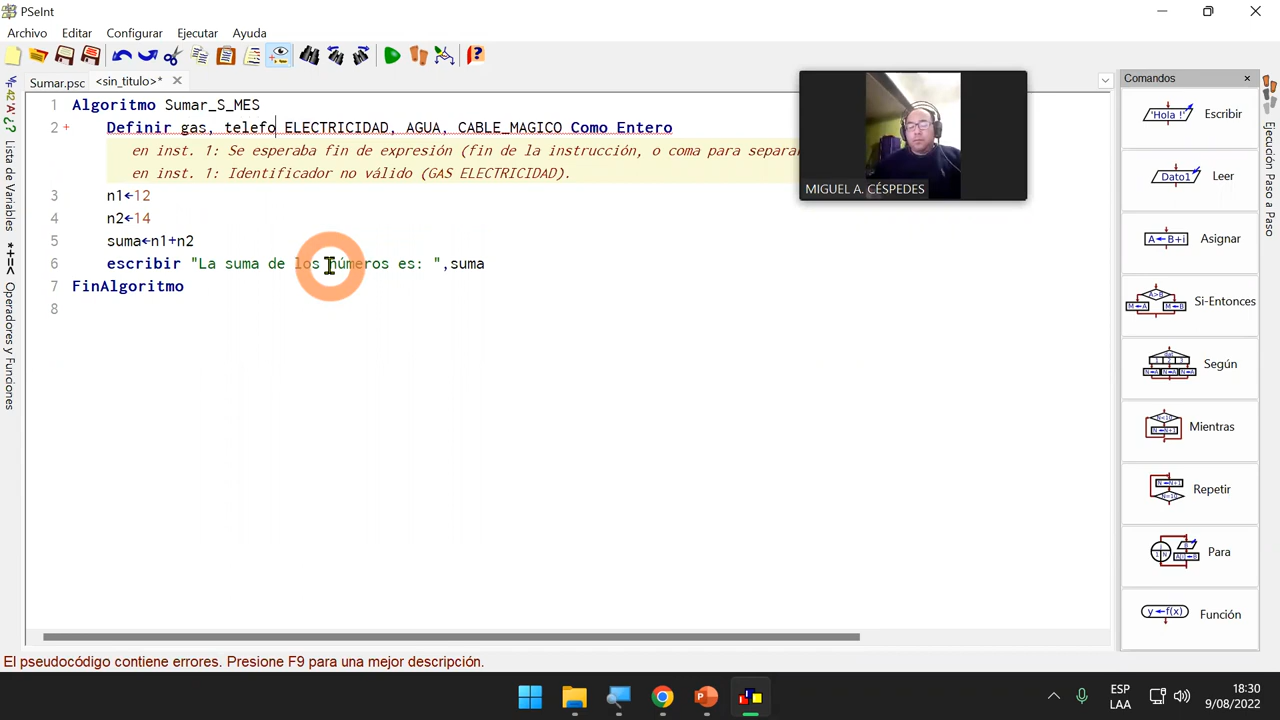 PSeInt
Archivo Editar Configurar Ejecutar Ayuda
Sumar.psc <sin_titulo>*
Comandos
1 Algoritmo Sumar_S_MES
2 + Definir gas, telefo ELECTRICIDAD, AGUA, CABLE_MAGICO Como Entero
en inst. 1: Se esperaba fin de expresión (fin de la instrucción, o coma para separar
en inst. 1: Identificador no válido (GAS ELECTRICIDAD).
3 n1←12
4 n2←14
5 suma←n1+n2
6 escribir "La suma de los números es: ",suma
7 FinAlgoritmo
8
MIGUEL A. CÉSPEDES
Lista de Variables
Operadores y Funciones
'Hola !' Escribir
Dato1 Leer
A←B+i Asignar
A>B Si-Entonces
Según
Mientras
Repetir
Para
y←f(x) Función
Ejecución Paso a Paso
El pseudocódigo contiene errores. Presione F9 para una mejor descripción.
ESP
LAA
18:30
9/08/2022